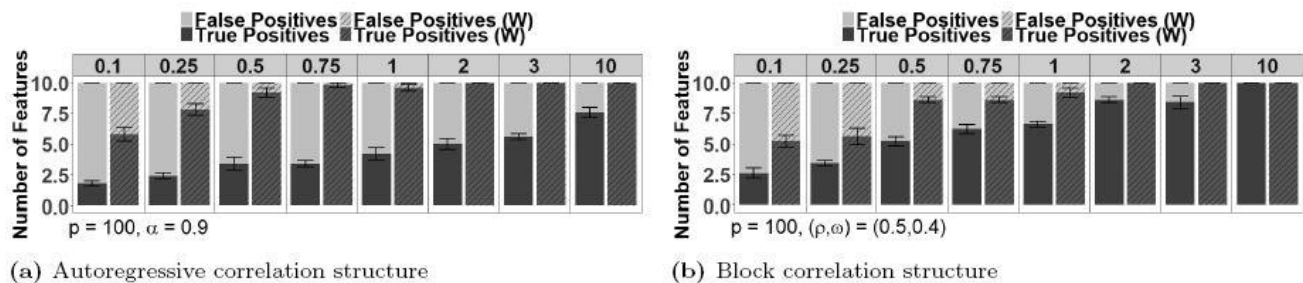 False Positives False Positives (W)
True Positives True Positives (W)
0.1 0.25 0.5 0.75 1 2 3 10
Number of Features
10.0
7.5
5.0
2.5
0.0
p = 100, α = 0.9
(a) Autoregressive correlation structure
False Positives False Positives (W)
True Positives True Positives (W)
0.1 0.25 0.5 0.75 1 2 3 10
Number of Features
10.0
7.5
5.0
2.5
0.0
p = 100, (ρ,ω) = (0.5,0.4)
(b) Block correlation structure